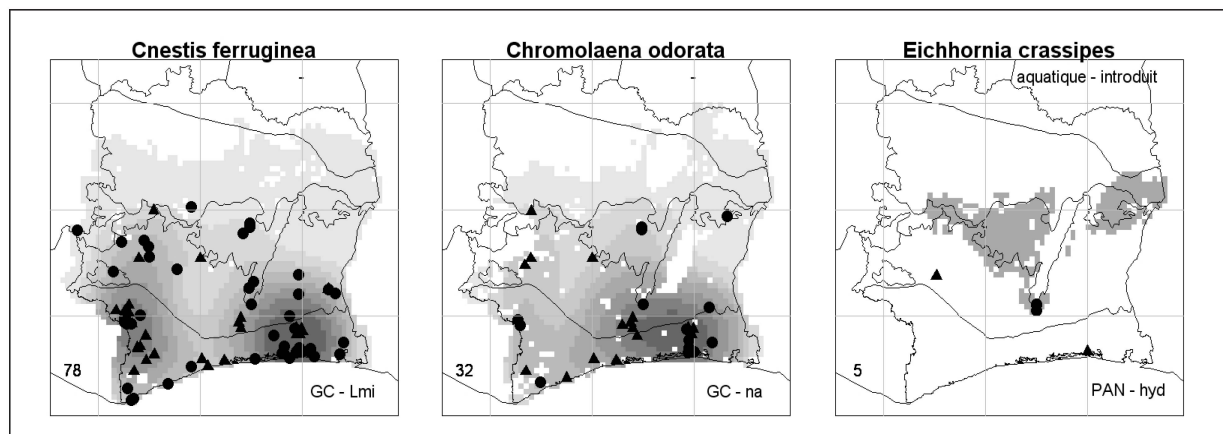 Cnestis ferruginea
78
GC - Lmi
Chromolaena odorata
32
GC - na
Eichhornia crassipes
aquatique - introduit
5
PAN - hyd